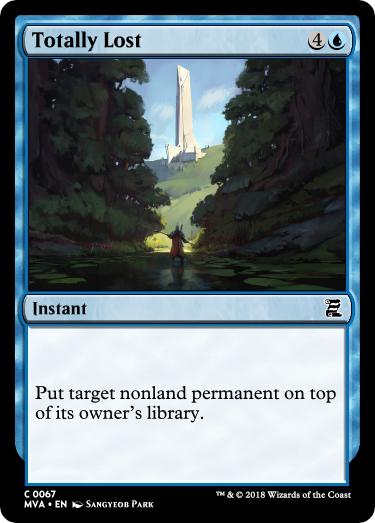 Totally Lost 4
Instant
Put target nonland permanent on top
of its owner's library.
C 0067
MVA • EN Sangyeob Park
™ & © 2018 Wizards of the Coast